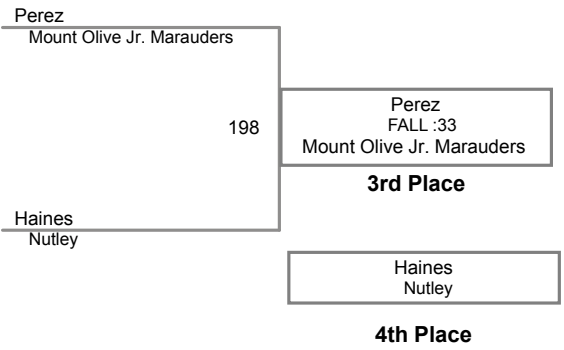 Perez
Mount Olive Jr. Marauders
198
Perez
FALL :33
Mount Olive Jr. Marauders
3rd Place
Haines
Nutley
Haines
Nutley
4th Place